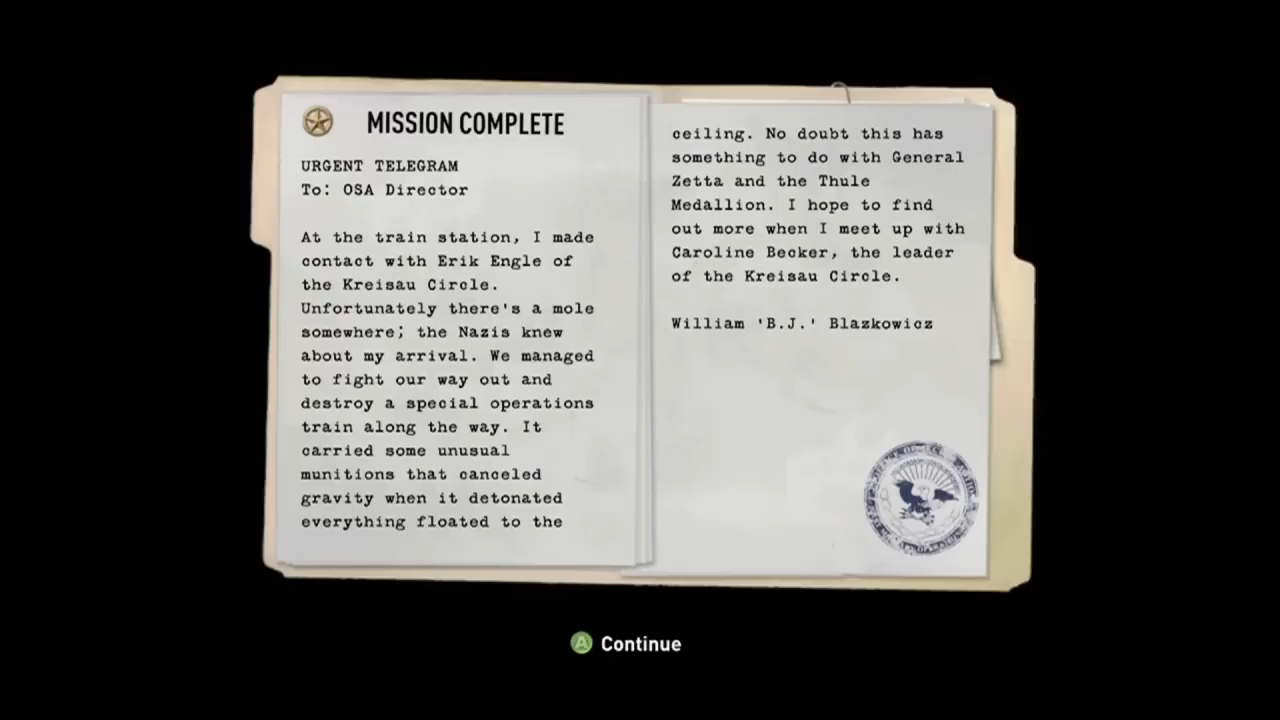 MISSION COMPLETE
URGENT TELEGRAM
To: OSA Director
At the train station, I made
contact with Erik Engle of
the Kreisau Circle.
Unfortunately there's a mole
somewhere; the Nazis knew
about my arrival. We managed
to fight our way out and
destroy a special operations
train along the way. It
carried some unusual
munitions that canceled
gravity when it detonated
everything floated to the
ceiling. No doubt this has
something to do with General
Zetta and the Thule
Medallion. I hope to find
out more when I meet up with
Caroline Becker, the leader
of the Kreisau Circle.
William 'B.J.' Blazkowicz
A Continue